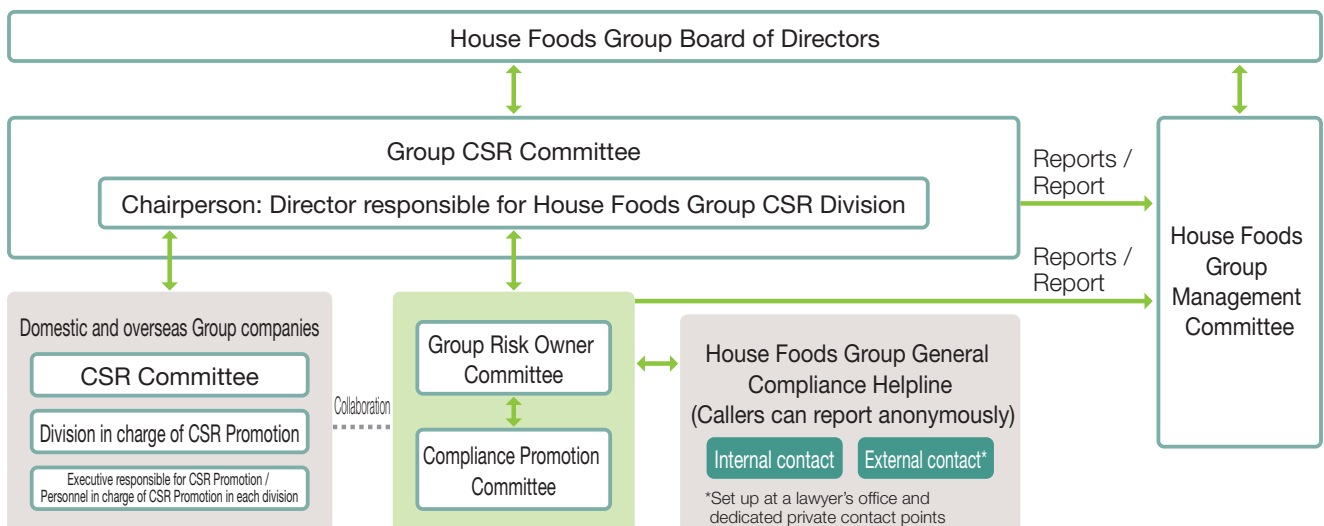 House Foods Group Board of Directors
Group CSR Committee
Chairperson: Director responsible for House Foods Group CSR Division
Reports /
Report
Reports /
Report
House Foods
Group
Management
Committee
Domestic and overseas Group companies
CSR Committee
Division in charge of CSR Promotion
Executive responsible for CSR Promotion /
Personnel in charge of CSR Promotion in each division
Collaboration
Group Risk Owner
Committee
Compliance Promotion
Committee
House Foods Group General
Compliance Helpline
(Callers can report anonymously)
Internal contact
External contact*
*Set up at a lawyer's office and
dedicated private contact points